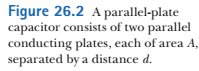 Figure 26.2 A parallel-plate
capacitor consists of two parallel
conducting plates, each of area A,
separated by a distance d.